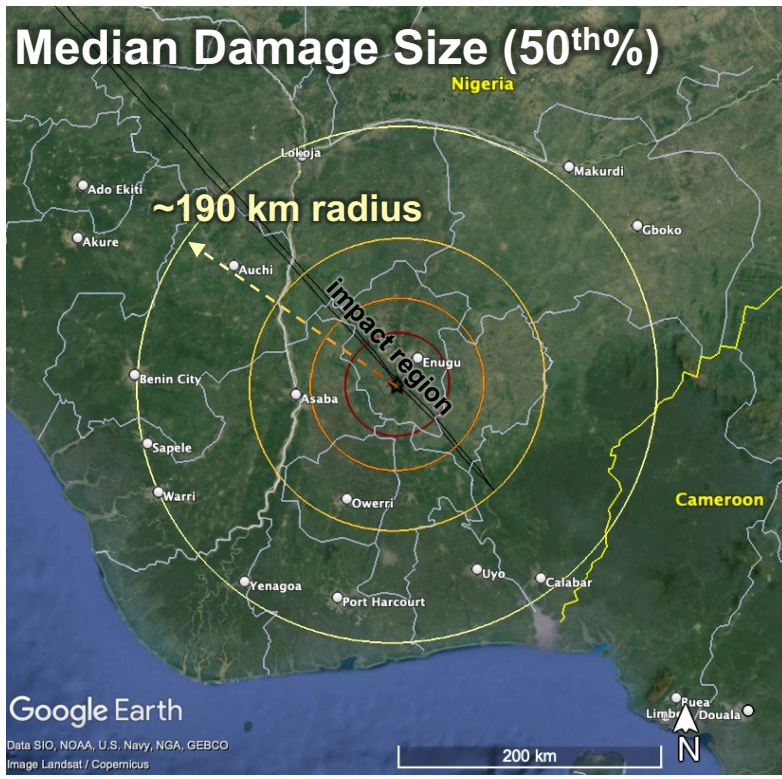 Median Damage Size (50th%)
Nigeria
Lokoja
Makurdi
Ado Ekiti
~190 km radius
Gboko
Akure
Auchi
impact region
Enugu
Benin City
Asaba
Sapele
Warri
Owerri
Cameroon
Uyo
Calabar
Yenagoa
Port Harcourt
Google Earth
Buea
Limbe/Douala
N
Data SIO, NOAA, U.S. Navy, NGA, GEBCO
200 km
Image Landsat / Copernicus